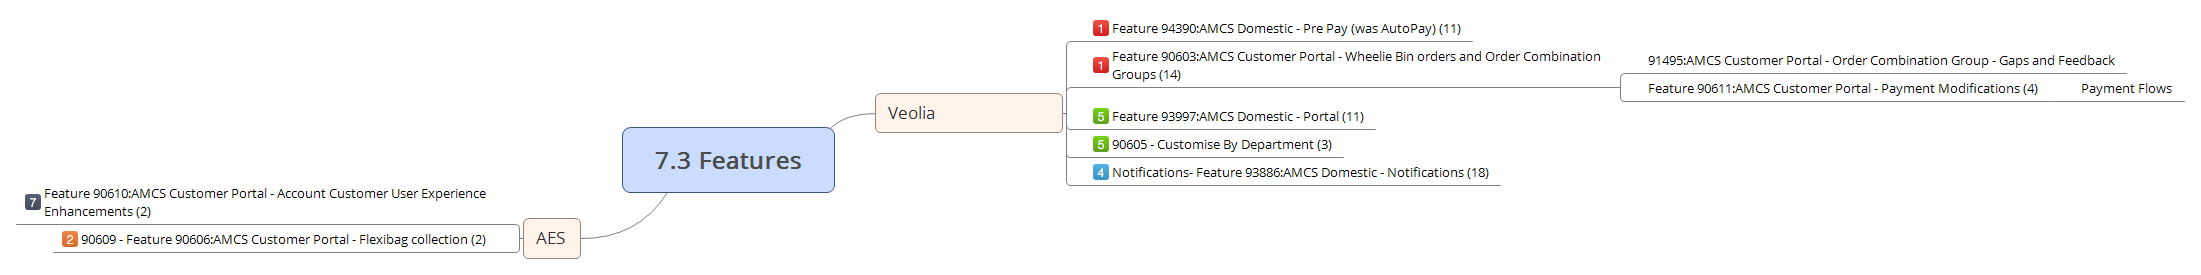 7.3 Features
Veolia
1 Feature 94390:AMCS Domestic - Pre Pay (was AutoPay) (11)
1 Feature 90603:AMCS Customer Portal - Wheelie Bin orders and Order Combination
Groups (14)
91495:AMCS Customer Portal - Order Combination Group - Gaps and Feedback
Feature 90611:AMCS Customer Portal - Payment Modifications (4)
Payment Flows
5 Feature 93997:AMCS Domestic - Portal (11)
5 90605 - Customise By Department (3)
4 Notifications- Feature 93886:AMCS Domestic - Notifications (18)
AES
7 Feature 90610:AMCS Customer Portal - Account Customer User Experience
Enhancements (2)
2 90609 - Feature 90606:AMCS Customer Portal - Flexibag collection (2)